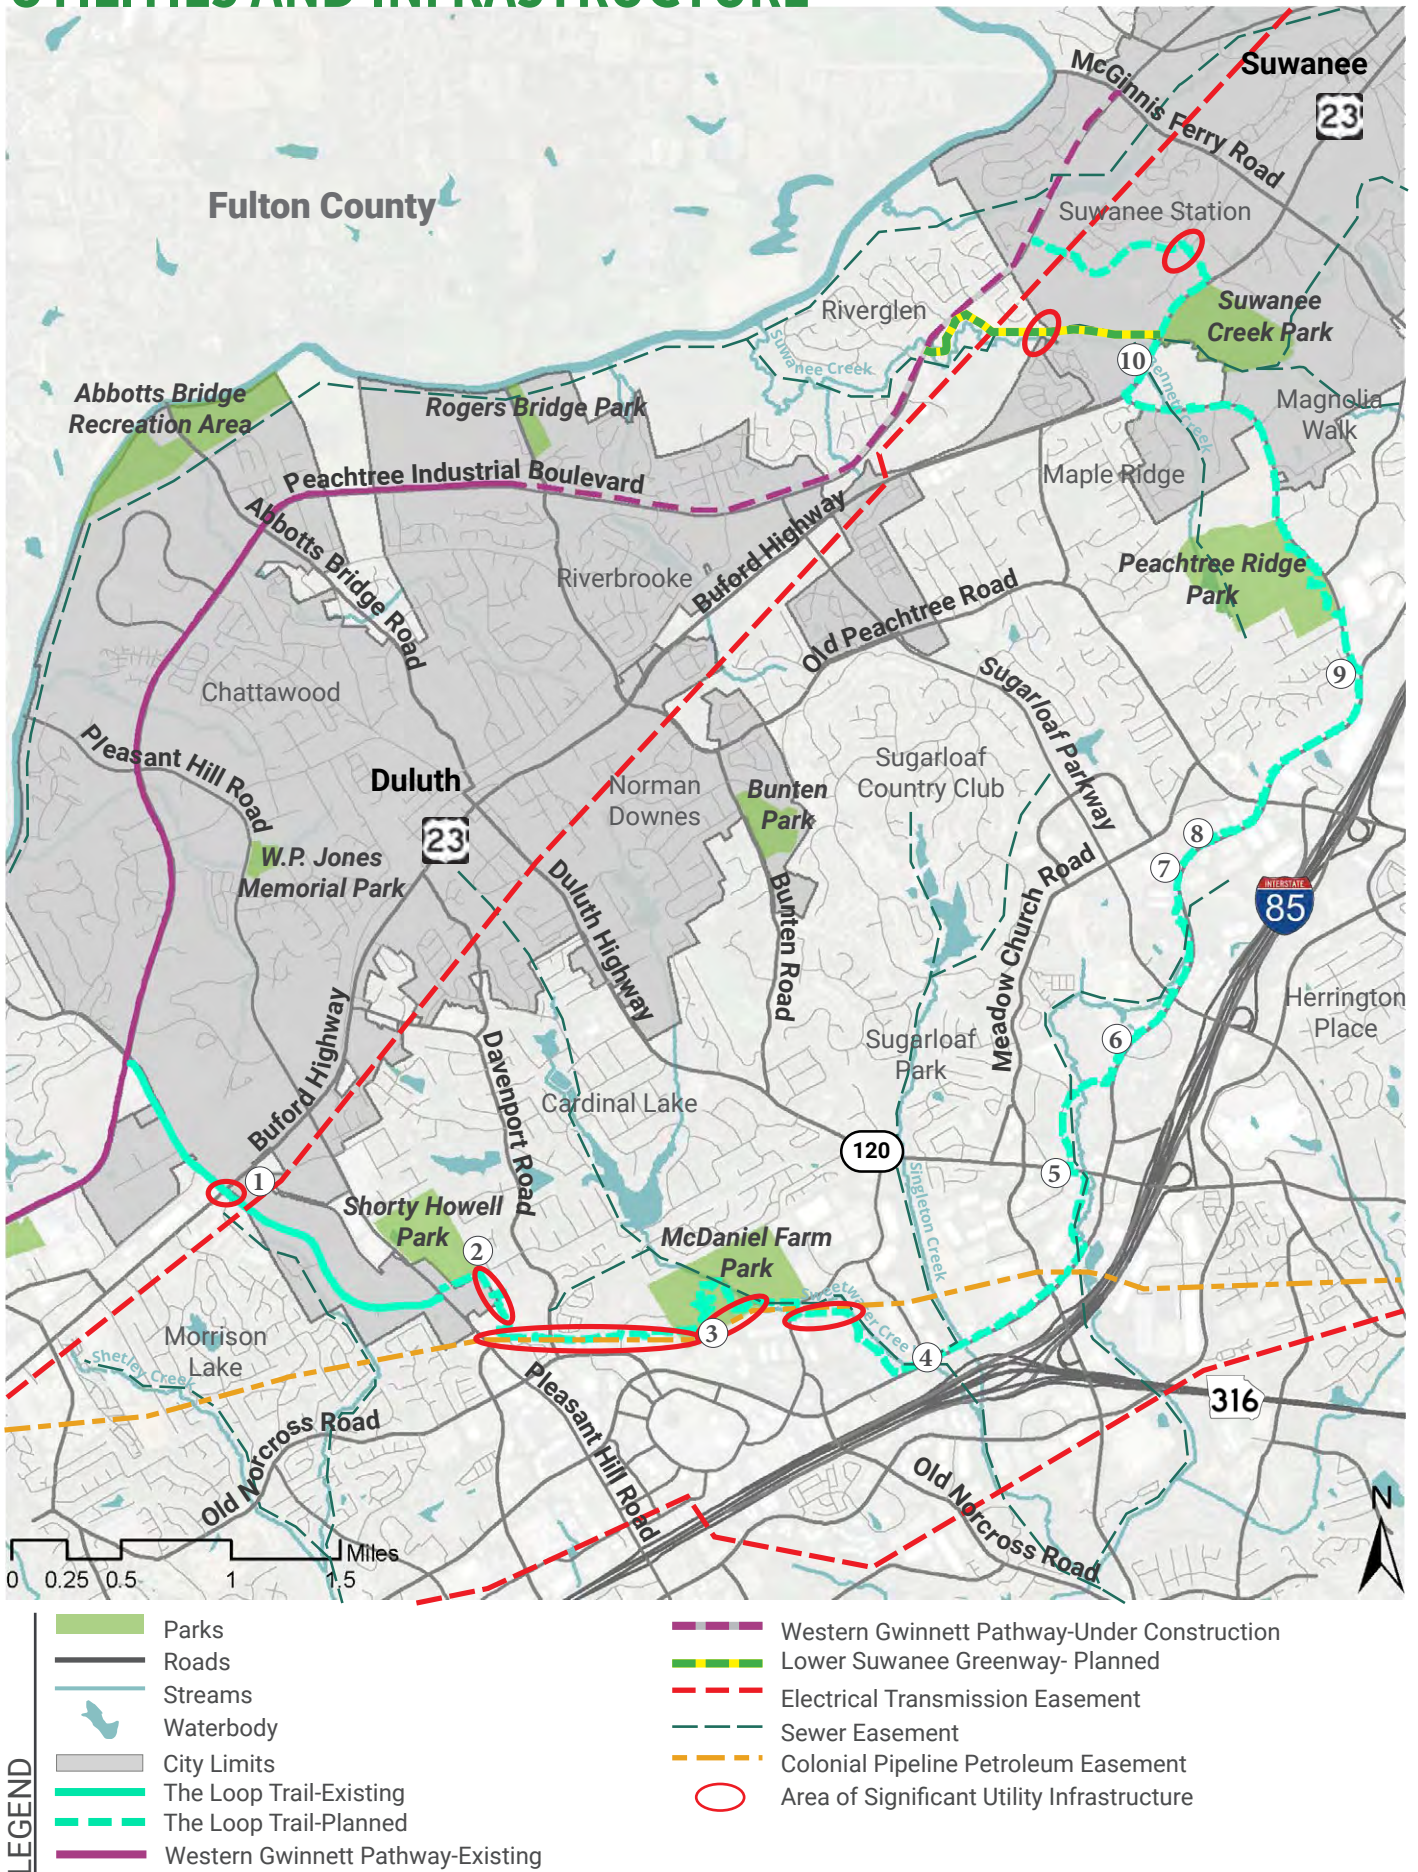 UTILITIES AND INFRASTRUCTURE
Suwanee
23
McGinnis Ferry Road
Fulton County
Suwanee Station
Riverglen
Suwanee
Creek Park
Suwanee Creek
10
Abbotts Bridge
Recreation Area
Rogers Bridge Park
Magnolia
Walk
Peachtree Industrial Boulevard
Maple Ridge
Abbotts Bridge Road
Buford Highway
Riverbrooke
Peachtree Ridge
Park
Old Peachtree Road
9
Chattawood
Sugarloaf Parkway
Pleasant Hill Road
Duluth
23
Norman
Downes
Bunten
Park
Sugarloaf
Country Club
8
7
W.P. Jones
Memorial Park
Duluth Highway
Bunten Road
Meadow Church Road
INTERSTATE
85
Herrington
Place
Buford Highway
Davenport Road
Sugarloaf
Park
6
Cardinal Lake
120
5
1
Singleton Creek
Shorty Howell
Park
2
McDaniel Farm
Park
3
4
Morrison
Lake
Shetley Creek
Pleasant Hill Road
316
Old Norcross Road
Old Norcross Road
N
Miles
0 0.25 0.5 1 1.5
LEGEND
Parks
Roads
Streams
Waterbody
City Limits
The Loop Trail-Existing
The Loop Trail-Planned
Western Gwinnett Pathway-Existing
Western Gwinnett Pathway-Under Construction
Lower Suwanee Greenway- Planned
Electrical Transmission Easement
Sewer Easement
Colonial Pipeline Petroleum Easement
Area of Significant Utility Infrastructure